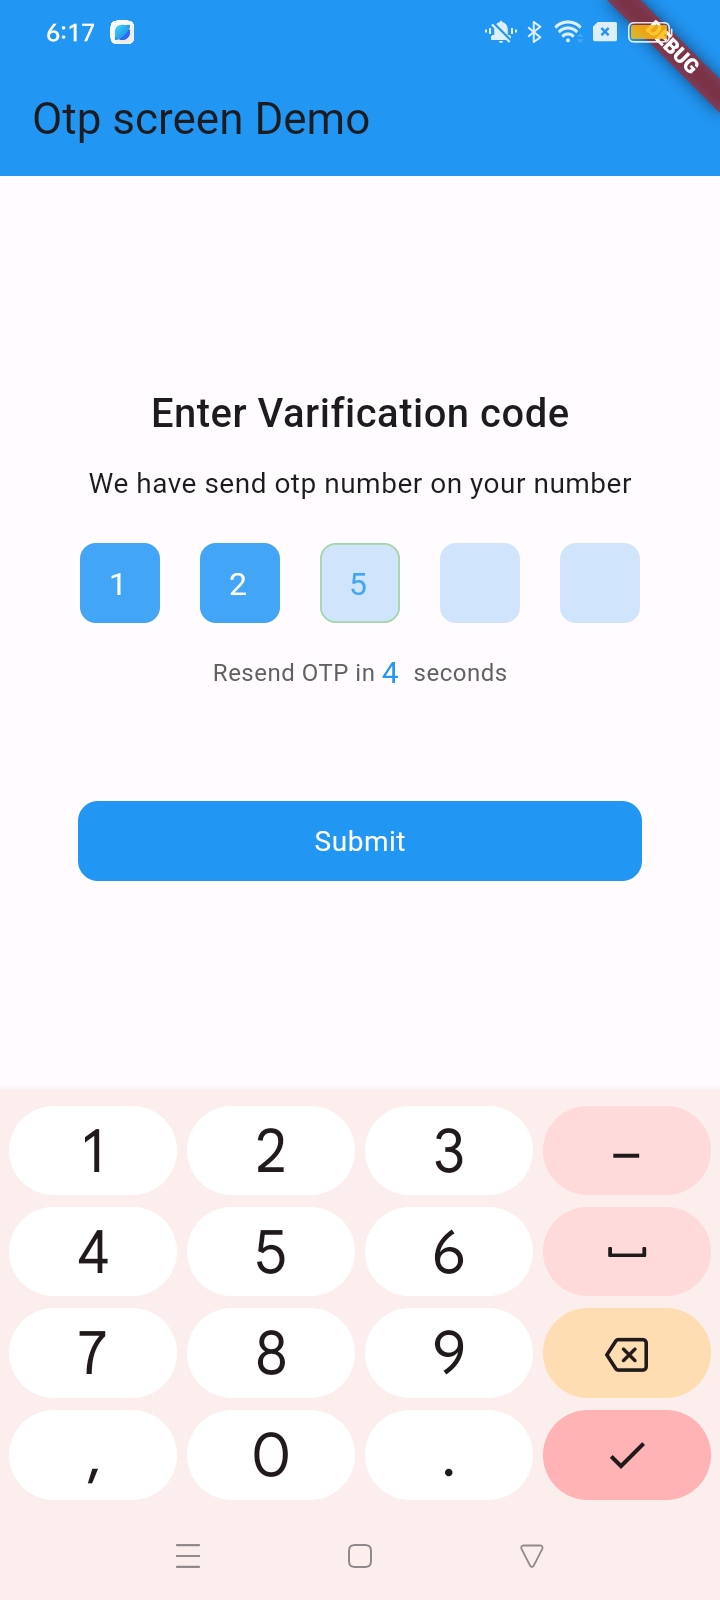 6:17
DEBUG
Otp screen Demo
Enter Varification code
We have send otp number on your number
1 2 5
Resend OTP in 4 seconds
Submit
1 2 3 –
4 5 6
7 8 9
, 0 .